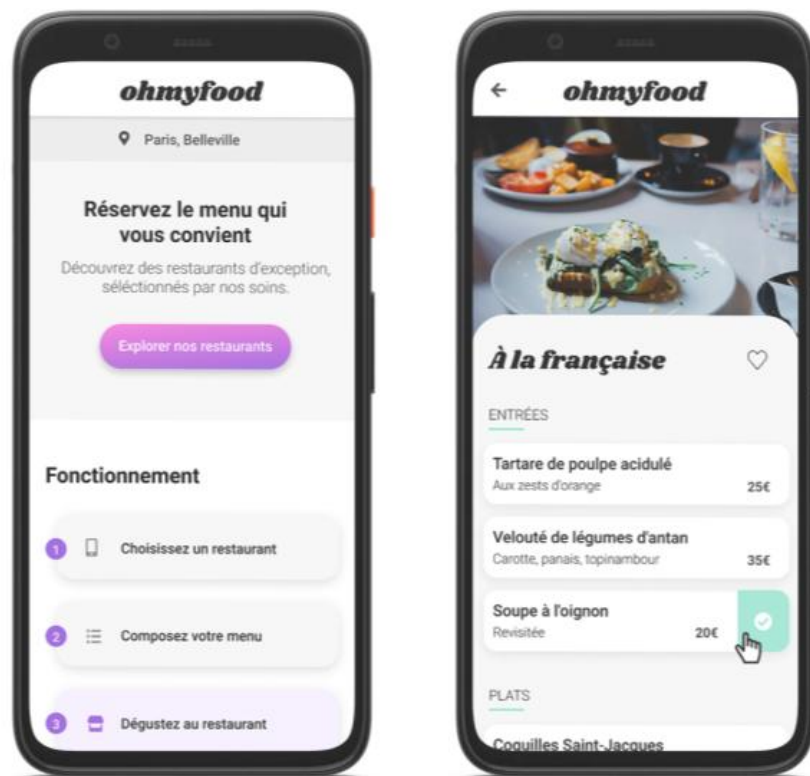 ohmyfood
Paris, Belleville
Réservez le menu qui
vous convient
Découvrez des restaurants d'exception,
séléctionnés par nos soins.
Explorer nos restaurants
Fonctionnement
1 Choisissez un restaurant
2 Composez votre menu
3 Dégustez au restaurant
ohmyfood
À la française
ENTRÉES
Tartare de poulpe acidulé
Aux zests d'orange 25€
Velouté de légumes d'antan
Carotte, panais, topinambour 35€
Soupe à l'oignon
Revisitée 20€
PLATS
Coquilles Saint-Jacques